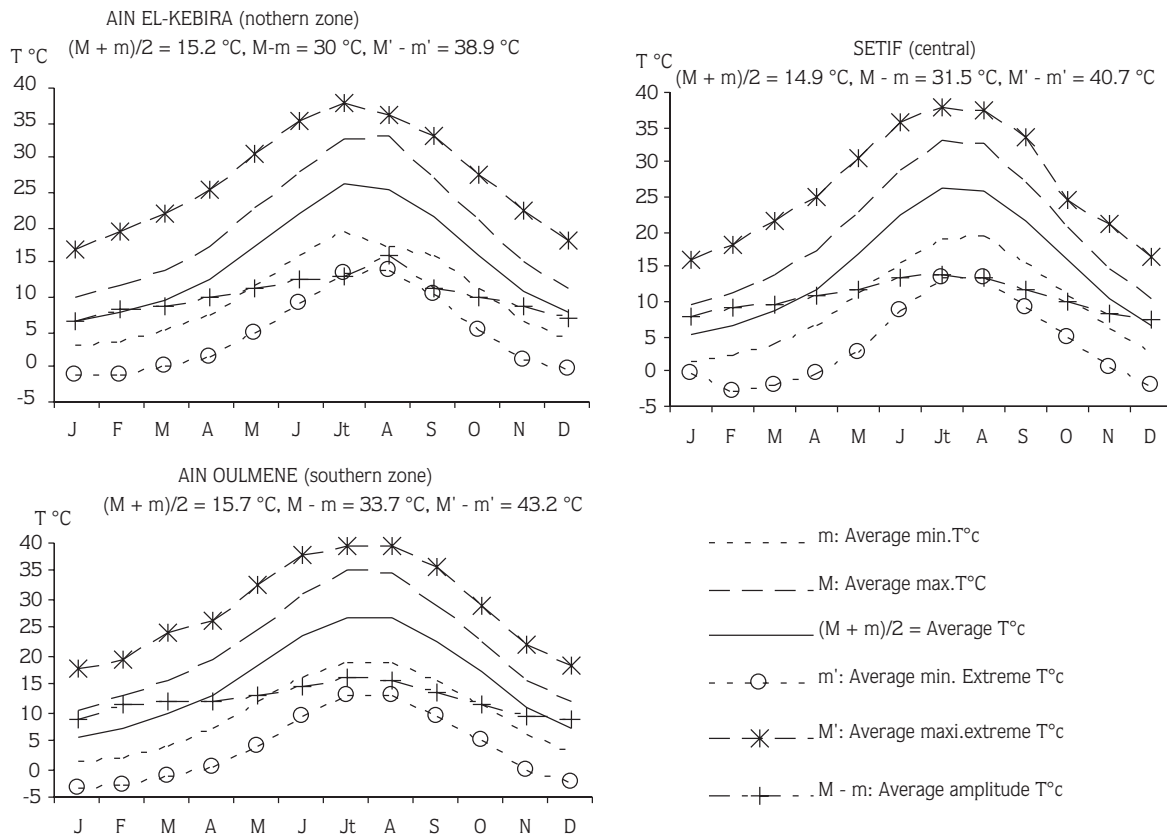 AIN EL-KEBIRA (nothern zone)
(M + m)/2 = 15.2 °C, M-m = 30 °C, M' - m' = 38.9 °C
T °C
40
35
30
25
20
15
10
5
0
-5
J F M A M J Jt A S O N D
SETIF (central)
(M + m)/2 = 14.9 °C, M - m = 31.5 °C, M' - m' = 40.7 °C
T °C
40
35
30
25
20
15
10
5
0
-5
J F M A M J Jt A S O N D
AIN OULMENE (southern zone)
(M + m)/2 = 15.7 °C, M - m = 33.7 °C, M' - m' = 43.2 °C
T °C
40
35
30
25
20
15
10
5
0
-5
J F M A M J Jt A S O N D
m: Average min.T°c
M: Average max.T°C
(M + m)/2 = Average T°c
m': Average min. Extreme T°c
M': Average maxi.extreme T°c
M - m: Average amplitude T°c